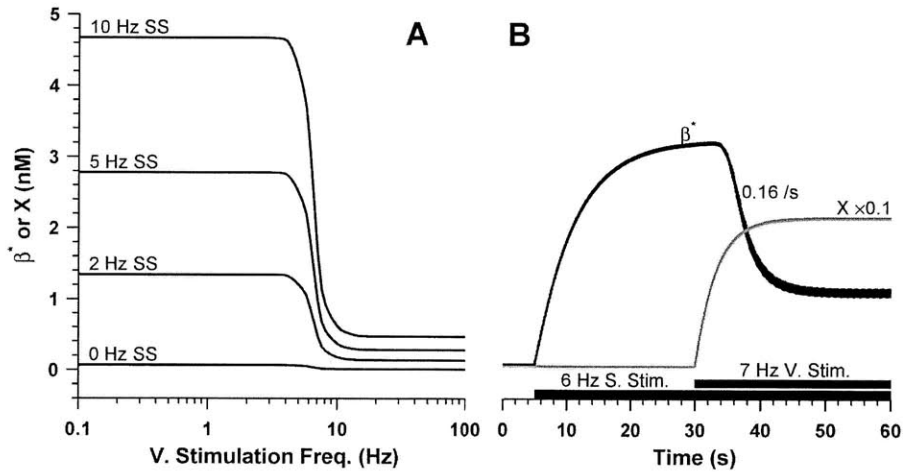 A
B
5
4
3
2
1
0
β* or X (nM)
10 Hz SS
5 Hz SS
2 Hz SS
0 Hz SS
0.1 1 10 100
V. Stimulation Freq. (Hz)
β*
0.16 /s
X ×0.1
7 Hz V. Stim.
6 Hz S. Stim.
0 10 20 30 40 50 60
Time (s)